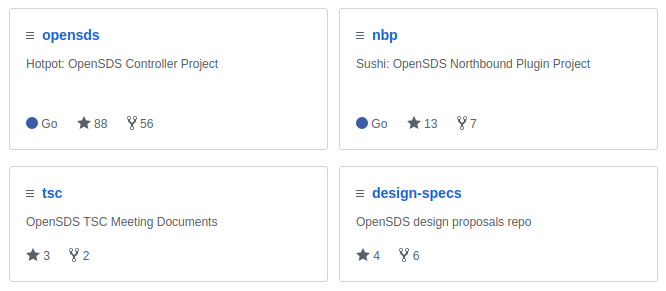 opensds
Hotpot: OpenSDS Controller Project
Go 88 56
nbp
Sushi: OpenSDS Northbound Plugin Project
Go 13 7
tsc
OpenSDS TSC Meeting Documents
3 2
design-specs
OpenSDS design proposals repo
4 6